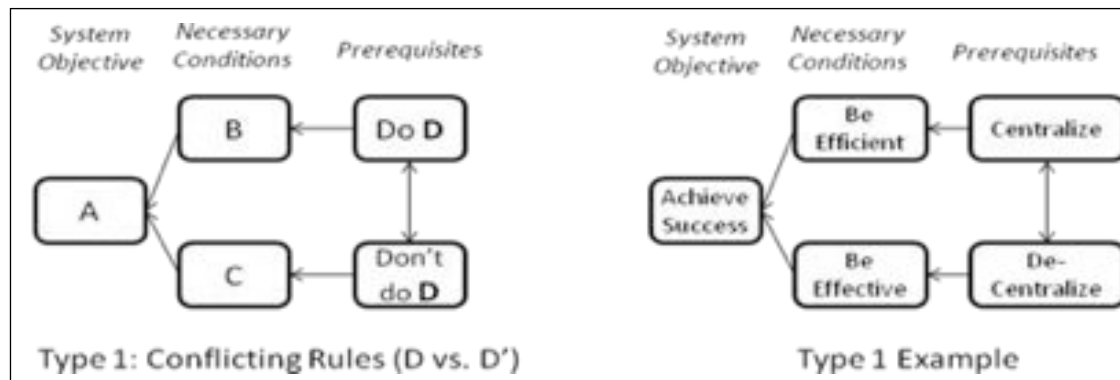 System
Objective
Necessary
Conditions
Prerequisites
A
B
Do D
C
Don't
do D
Type 1: Conflicting Rules (D vs. D')
System
Objective
Necessary
Conditions
Prerequisites
Achieve
Success
Be
Efficient
Centralize
Be
Effective
De-
Centralize
Type 1 Example